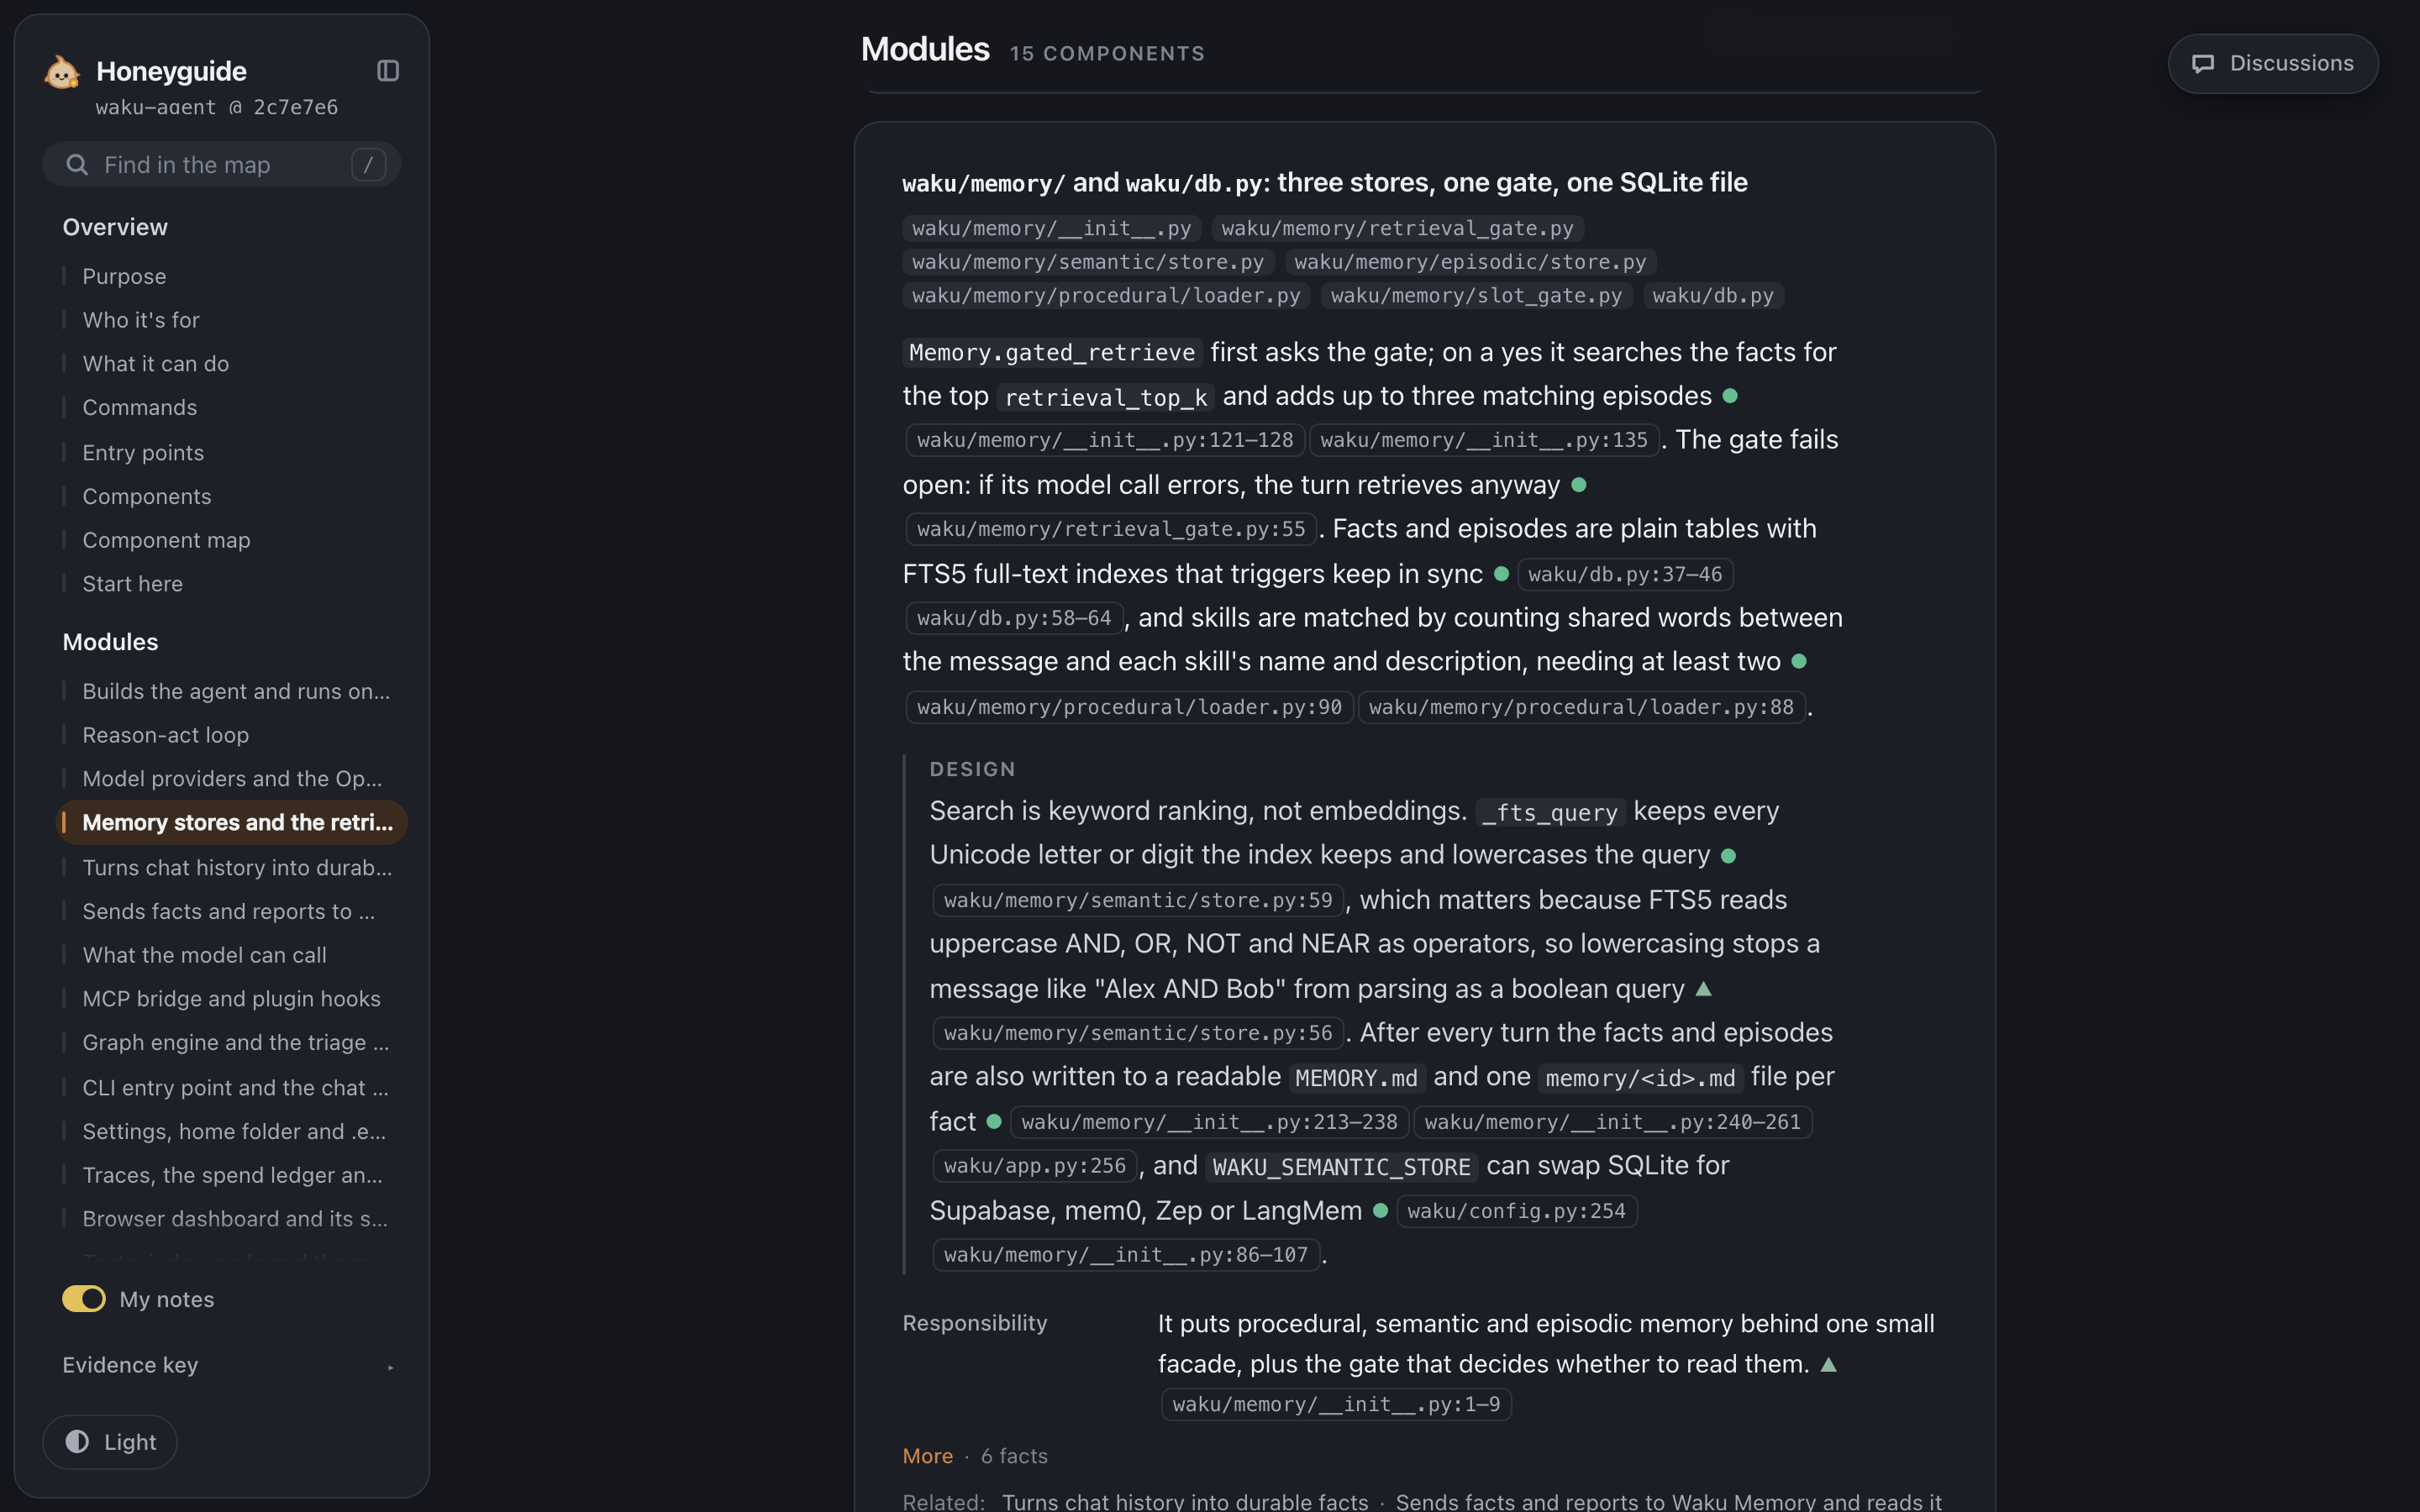 Honeyguide
waku-agent @ 2c7e7e6
Find in the map /
Overview
Purpose
Who it's for
What it can do
Commands
Entry points
Components
Component map
Start here
Modules
Builds the agent and runs on...
Reason-act loop
Model providers and the Op...
Memory stores and the retri...
Turns chat history into durab...
Sends facts and reports to ...
What the model can call
MCP bridge and plugin hooks
Graph engine and the triage ...
CLI entry point and the chat ...
Settings, home folder and .e...
Traces, the spend ledger an...
Browser dashboard and its s...
My notes
Evidence key
Light
Modules 15 COMPONENTS
Discussions
waku/memory/ and waku/db.py: three stores, one gate, one SQLite file
waku/memory/__init__.py waku/memory/retrieval_gate.py
waku/memory/semantic/store.py waku/memory/episodic/store.py
waku/memory/procedural/loader.py waku/memory/slot_gate.py waku/db.py
Memory.gated_retrieve first asks the gate; on a yes it searches the facts for
the top retrieval_top_k and adds up to three matching episodes
waku/memory/__init__.py:121–128 waku/memory/__init__.py:135. The gate fails
open: if its model call errors, the turn retrieves anyway
waku/memory/retrieval_gate.py:55. Facts and episodes are plain tables with
FTS5 full-text indexes that triggers keep in sync waku/db.py:37–46
waku/db.py:58–64, and skills are matched by counting shared words between
the message and each skill's name and description, needing at least two
waku/memory/procedural/loader.py:90 waku/memory/procedural/loader.py:88.
DESIGN
Search is keyword ranking, not embeddings. _fts_query keeps every
Unicode letter or digit the index keeps and lowercases the query
waku/memory/semantic/store.py:59, which matters because FTS5 reads
uppercase AND, OR, NOT and NEAR as operators, so lowercasing stops a
message like "Alex AND Bob" from parsing as a boolean query
waku/memory/semantic/store.py:56. After every turn the facts and episodes
are also written to a readable MEMORY.md and one memory/<id>.md file per
fact waku/memory/__init__.py:213–238 waku/memory/__init__.py:240–261
waku/app.py:256, and WAKU_SEMANTIC_STORE can swap SQLite for
Supabase, mem0, Zep or LangMem waku/config.py:254
waku/memory/__init__.py:86–107.
Responsibility It puts procedural, semantic and episodic memory behind one small
facade, plus the gate that decides whether to read them.
waku/memory/__init__.py:1–9
More · 6 facts
Related: Turns chat history into durable facts · Sends facts and reports to Waku Memory and reads it